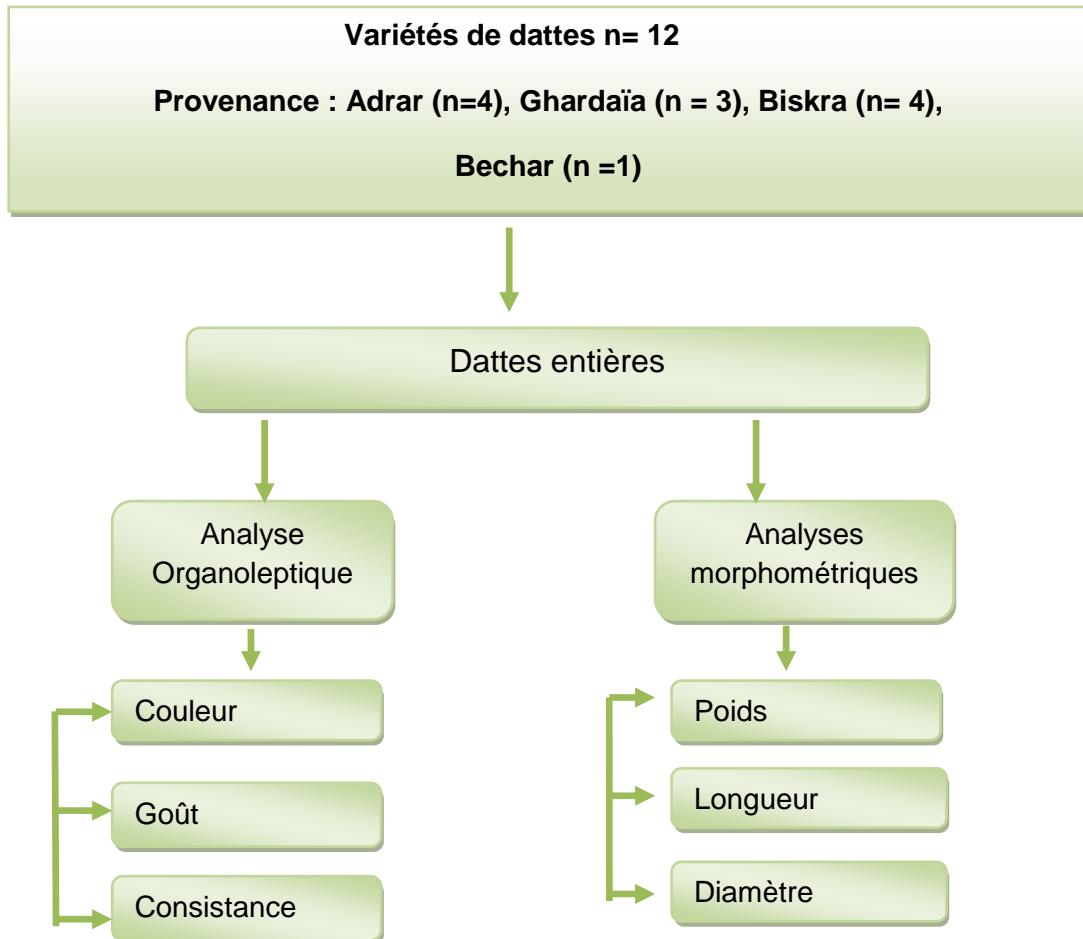 Variétés de dattes n= 12
Provenance : Adrar (n=4), Ghardaïa (n = 3), Biskra (n= 4),
Bechar (n =1)
Dattes entières
Analyse
Organoleptique
Analyses
morphométriques
Couleur
Goût
Consistance
Poids
Longueur
Diamètre